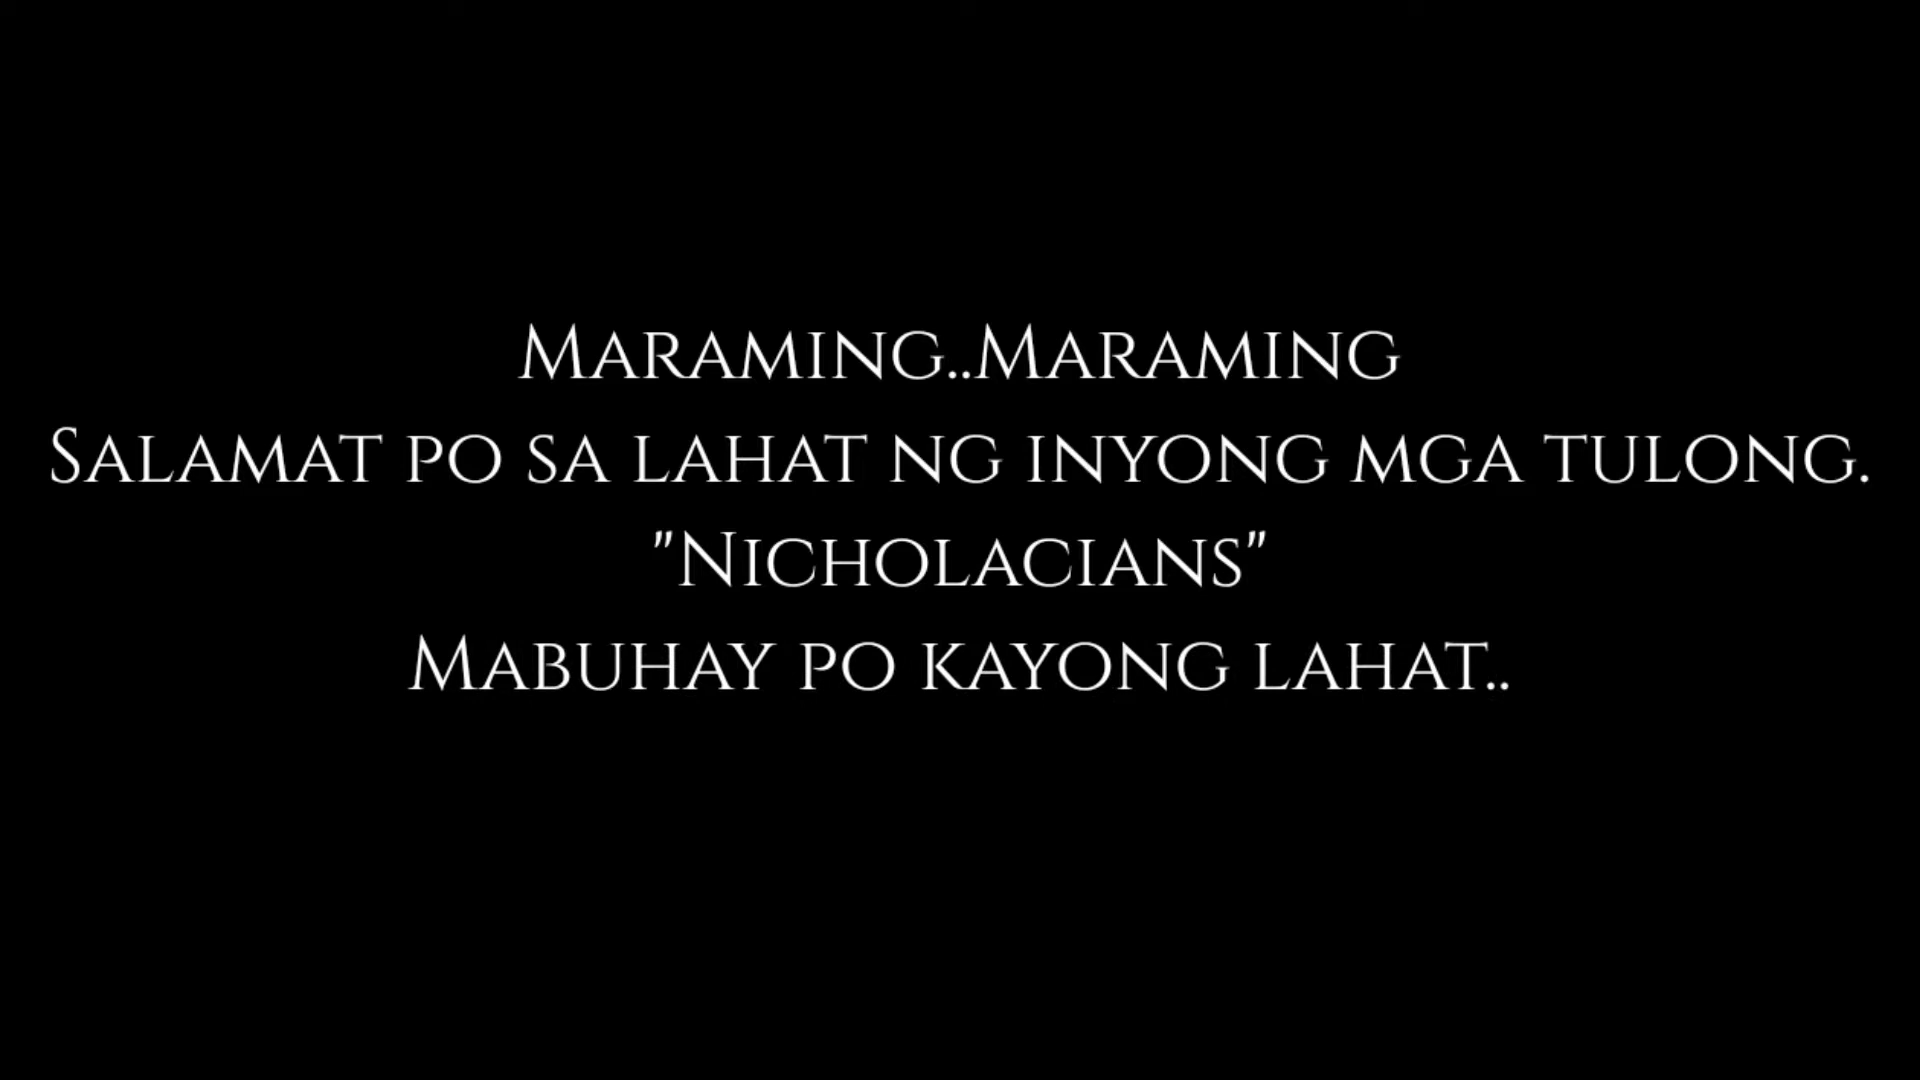 Maraming..Maraming
Salamat po sa lahat ng inyong mga tulong.
"Nicholacians"
Mabuhay po kayong lahat..